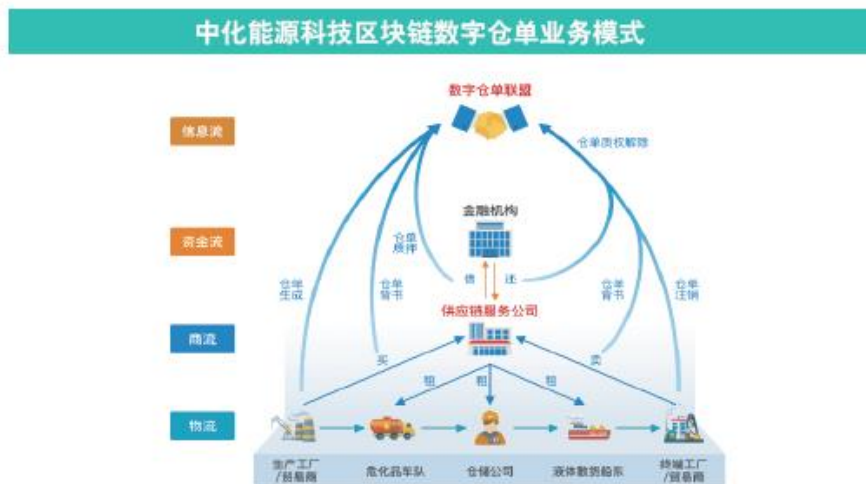 中化能源科技区块链数字仓单业务模式
数字仓单联盟
信息流
仓单质权解除
金融机构
资金流
仓单
质押
借
还
仓单
生成
仓单
背书
仓单
背书
仓单
注销
供应链服务公司
商流
买
卖
租
租
租
物流
生产工厂
/贸易商
危化品车队
仓储公司
液体散货船东
终端工厂
/贸易商